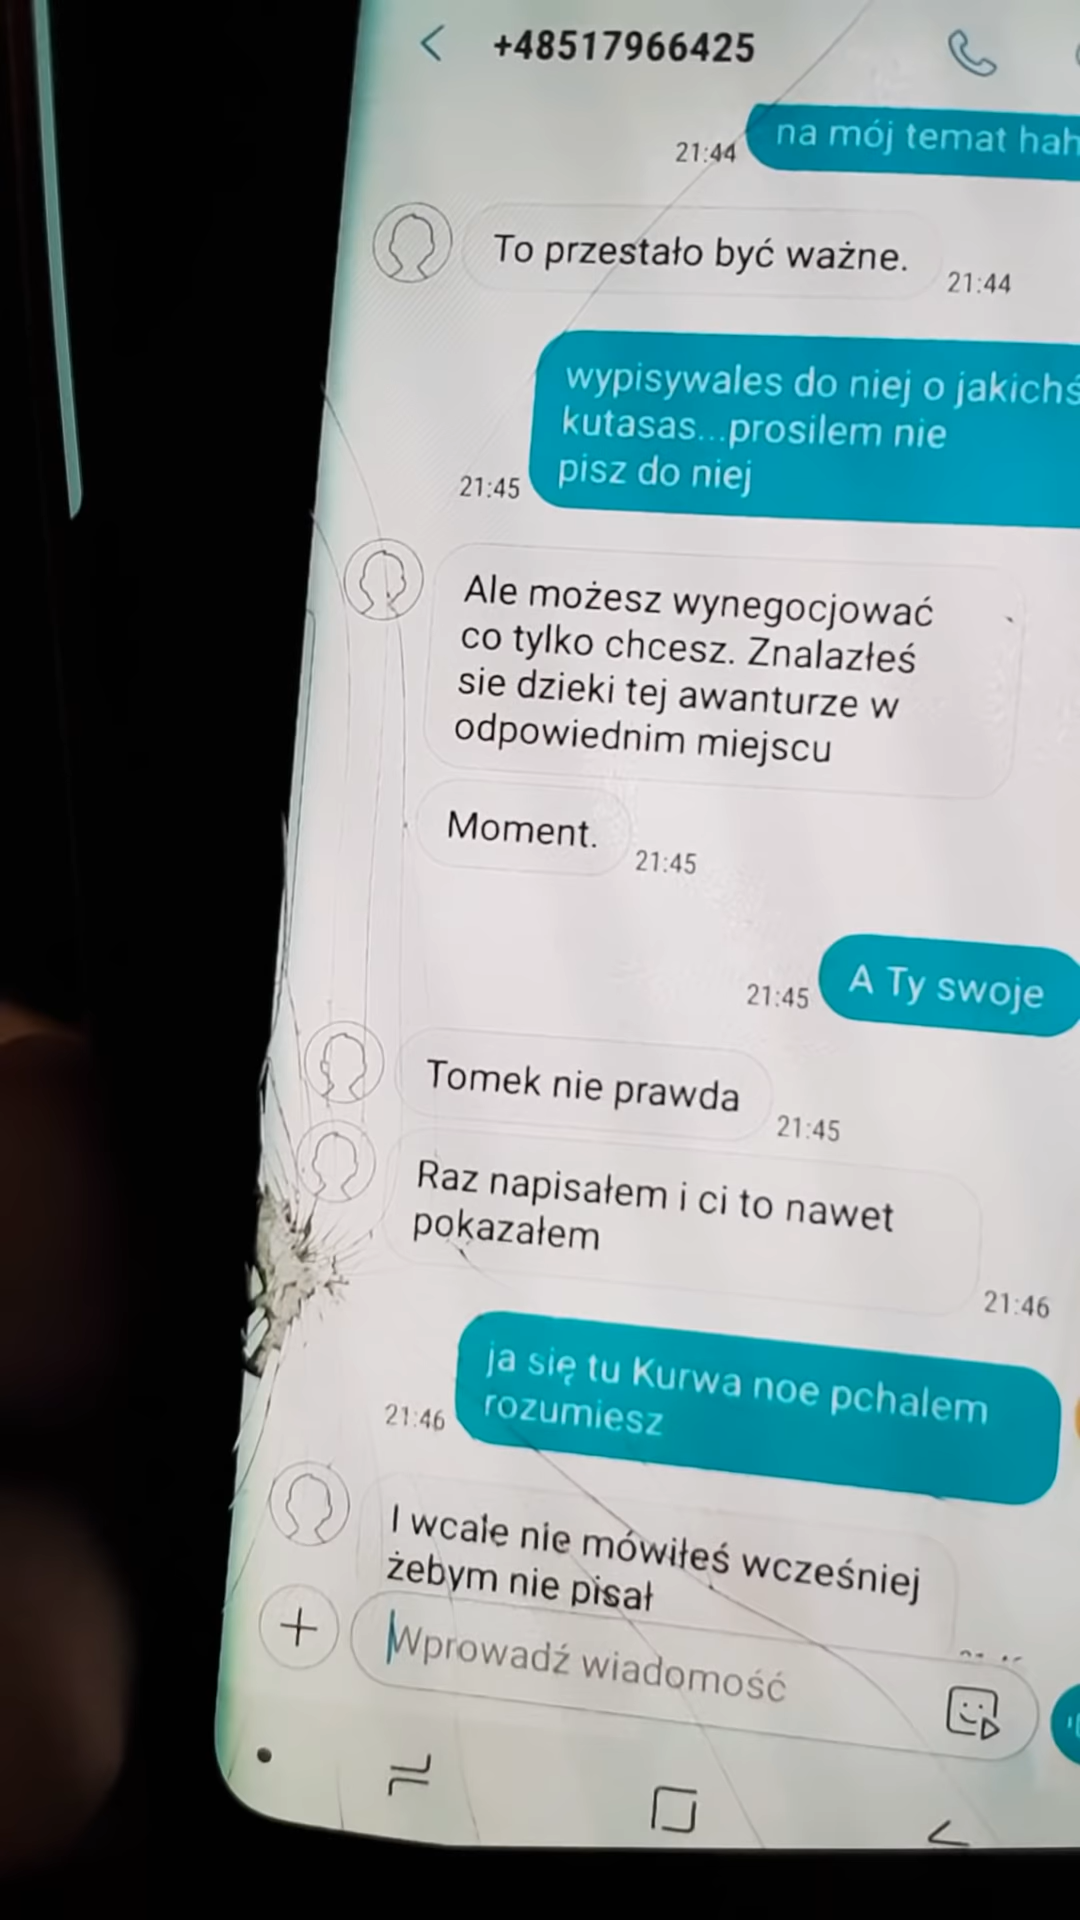 +48517966425
na mój temat hah
21:44
To przestało być ważne.
21:44
wypisywales do niej o jakichś
kutasas...prosilem nie
pisz do niej
21:45
Ale możesz wynegocjować
co tylko chcesz. Znalazłeś
sie dzieki tej awanturze w
odpowiednim miejscu
Moment.
21:45
A Ty swoje
21:45
Tomek nie prawda
21:45
Raz napisałem i ci to nawet
pokazałem
21:46
ja się tu Kurwa noe pchalem
rozumiesz
21:46
I wcale nie mówiłeś wcześniej
żebym nie pisał
Wprowadź wiadomość